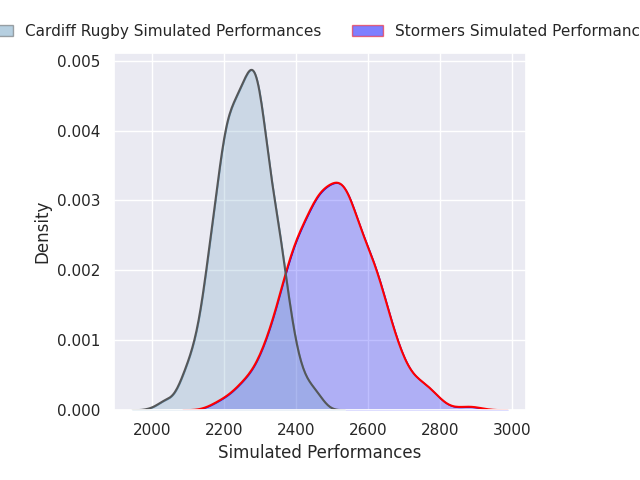 Cardiff Rugby Simulated Performances Stormers Simulated Performanc
0.005
0.004
0.003
0.002
0.001
0.000
Density
2000 2200 2400 2600 2800 3000
Simulated Performances